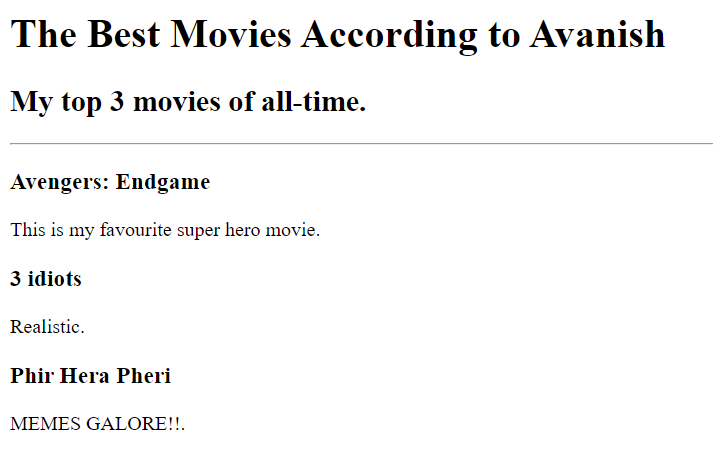 The Best Movies According to Avanish
My top 3 movies of all-time.
Avengers: Endgame
This is my favourite super hero movie.
3 idiots
Realistic.
Phir Hera Pheri
MEMES GALORE!!.